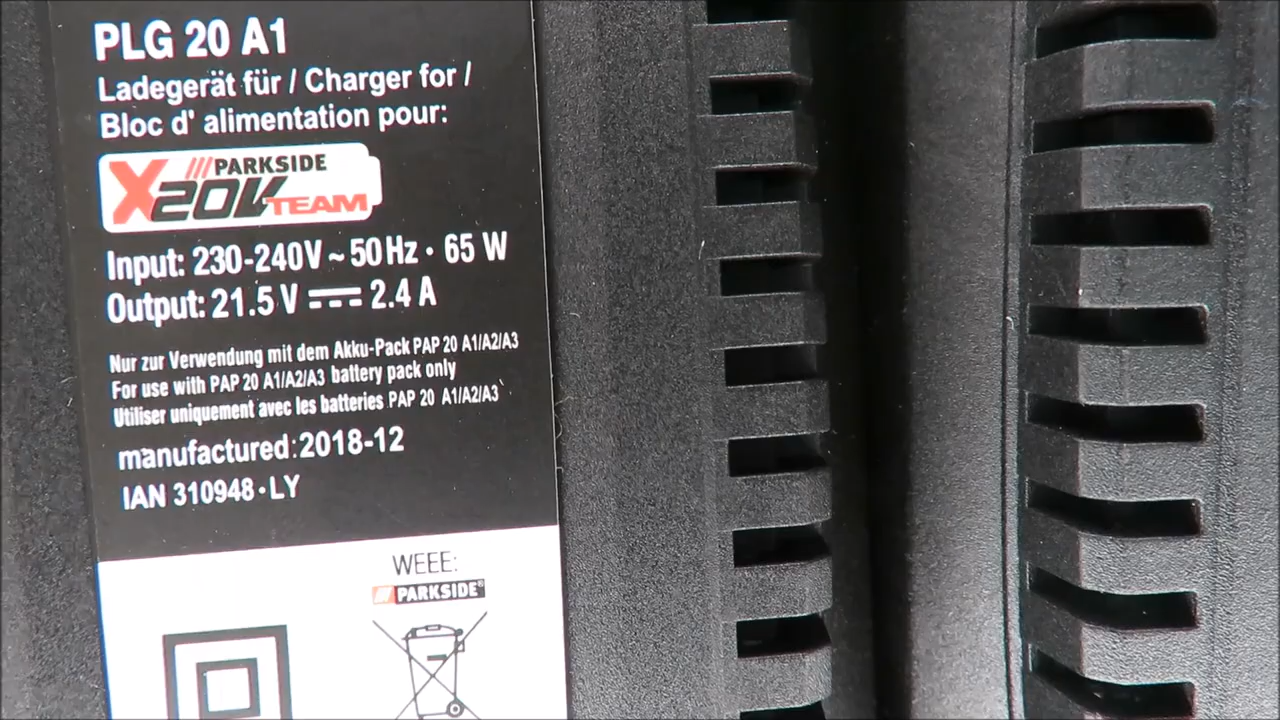 PLG 20 A1
Ladegerät für / Charger for /
Bloc d' alimentation pour:
PARKSIDE
X20V TEAM
Input: 230-240V ~ 50 Hz · 65 W
Output: 21.5 V ⎓ 2.4 A
Nur zur Verwendung mit dem Akku-Pack PAP 20 A1/A2/A3
For use with PAP 20 A1/A2/A3 battery pack only
Utiliser uniquement avec les batteries PAP 20 A1/A2/A3
manufactured:2018-12
IAN 310948·LY
WEEE:
PARKSIDE®